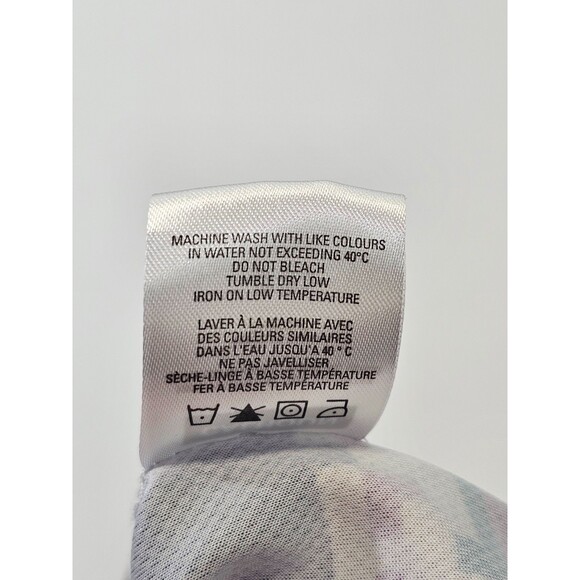 MACHINE WASH WITH LIKE COLOURS
IN WATER NOT EXCEEDING 40°C
DO NOT BLEACH
TUMBLE DRY LOW
IRON ON LOW TEMPERATURE
LAVER À LA MACHINE AVEC
DES COULEURS SIMILAIRES
DANS L'EAU JUSQU'A 40 ° C
NE PAS JAVELLISER
SÈCHE-LINGE À BASSE TEMPÉRATURE
FER À BASSE TEMPÉRATURE